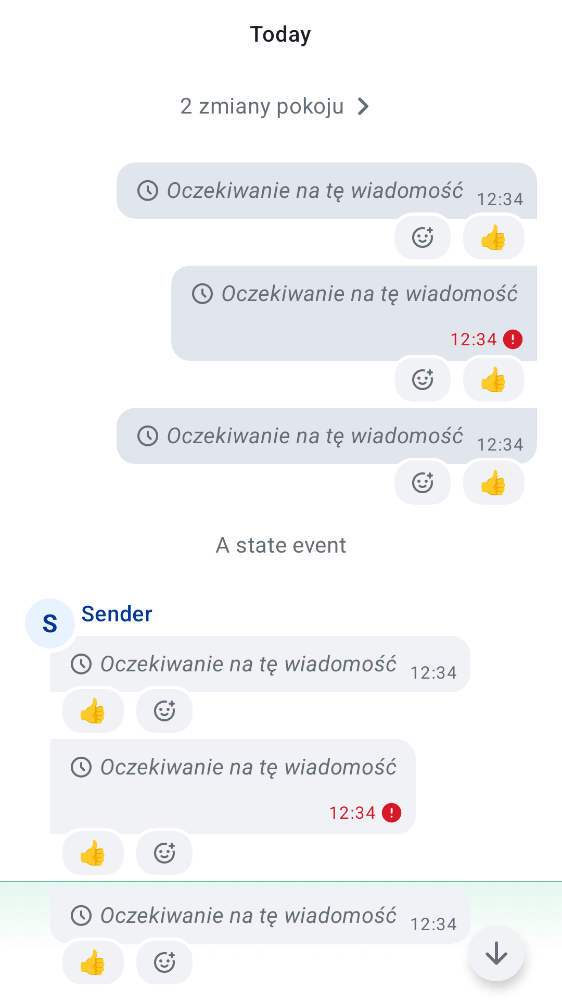 Today
2 zmiany pokoju
Oczekiwanie na tę wiadomość 12:34
👍
Oczekiwanie na tę wiadomość
12:34
👍
Oczekiwanie na tę wiadomość 12:34
👍
A state event
S Sender
Oczekiwanie na tę wiadomość 12:34
👍
Oczekiwanie na tę wiadomość
12:34
👍
Oczekiwanie na tę wiadomość 12:34
👍